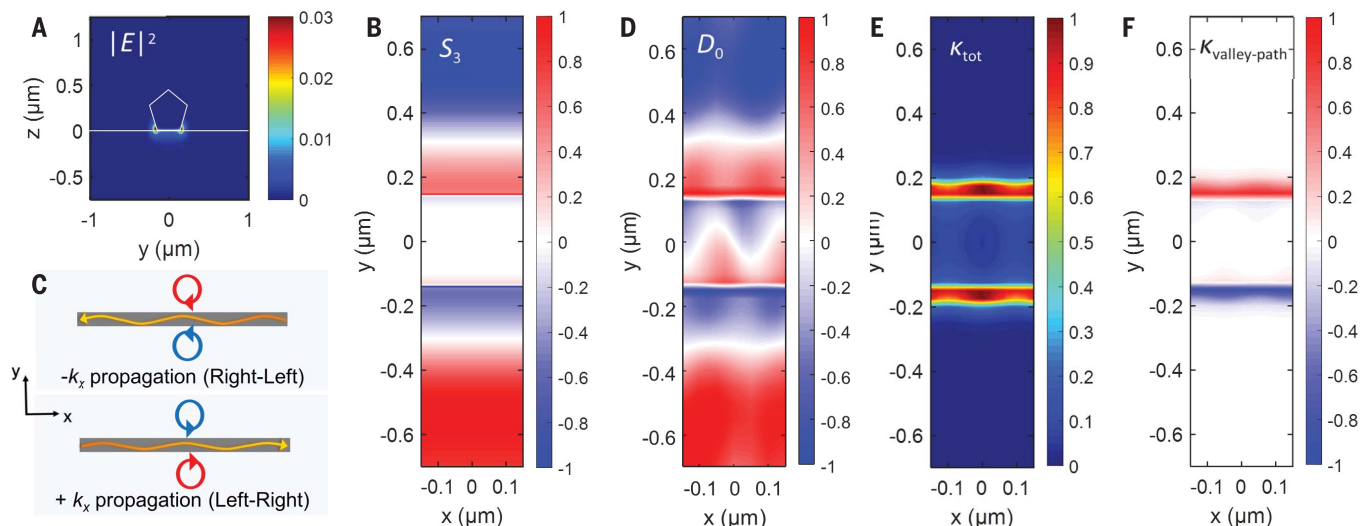 A
|E|²
z (μm)
1
0.5
0
-0.5
-1
0
1
y (μm)
0.03
0.02
0.01
0
C
-kₓ propagation (Right-Left)
y
x
+ kₓ propagation (Left-Right)
B
S₃
y (μm)
0.6
0.4
0.2
0
-0.2
-0.4
-0.6
-0.1 0 0.1
x (μm)
1
0.8
0.6
0.4
0.2
0
-0.2
-0.4
-0.6
-0.8
-1
D
D₀
y (μm)
0.6
0.4
0.2
0
-0.2
-0.4
-0.6
-0.1 0 0.1
x (μm)
1
0.8
0.6
0.4
0.2
0
-0.2
-0.4
-0.6
-0.8
-1
E
κtot
y (μm)
0.6
0.4
0.2
0
-0.2
-0.4
-0.6
-0.1 0 0.1
x (μm)
1
0.9
0.8
0.7
0.6
0.5
0.4
0.3
0.2
0.1
0
F
κvalley-path
y (μm)
0.6
0.4
0.2
0
-0.2
-0.4
-0.6
-0.1 0 0.1
x (μm)
1
0.8
0.6
0.4
0.2
0
-0.2
-0.4
-0.6
-0.8
-1